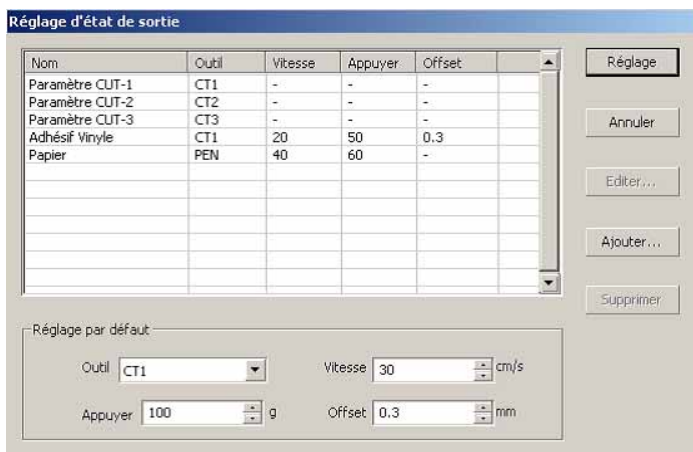 Réglage d'état de sortie
Nom Outil Vitesse Appuyer Offset
Paramètre CUT-1 CT1 - - -
Paramètre CUT-2 CT2 - - -
Paramètre CUT-3 CT3 - - -
Adhésif Vinyle CT1 20 50 0.3
Papier PEN 40 60 -
Réglage
Annuler
Editer...
Ajouter...
Supprimer
Réglage par défaut
Outil CT1 Vitesse 30 cm/s
Appuyer 100 g Offset 0.3 mm